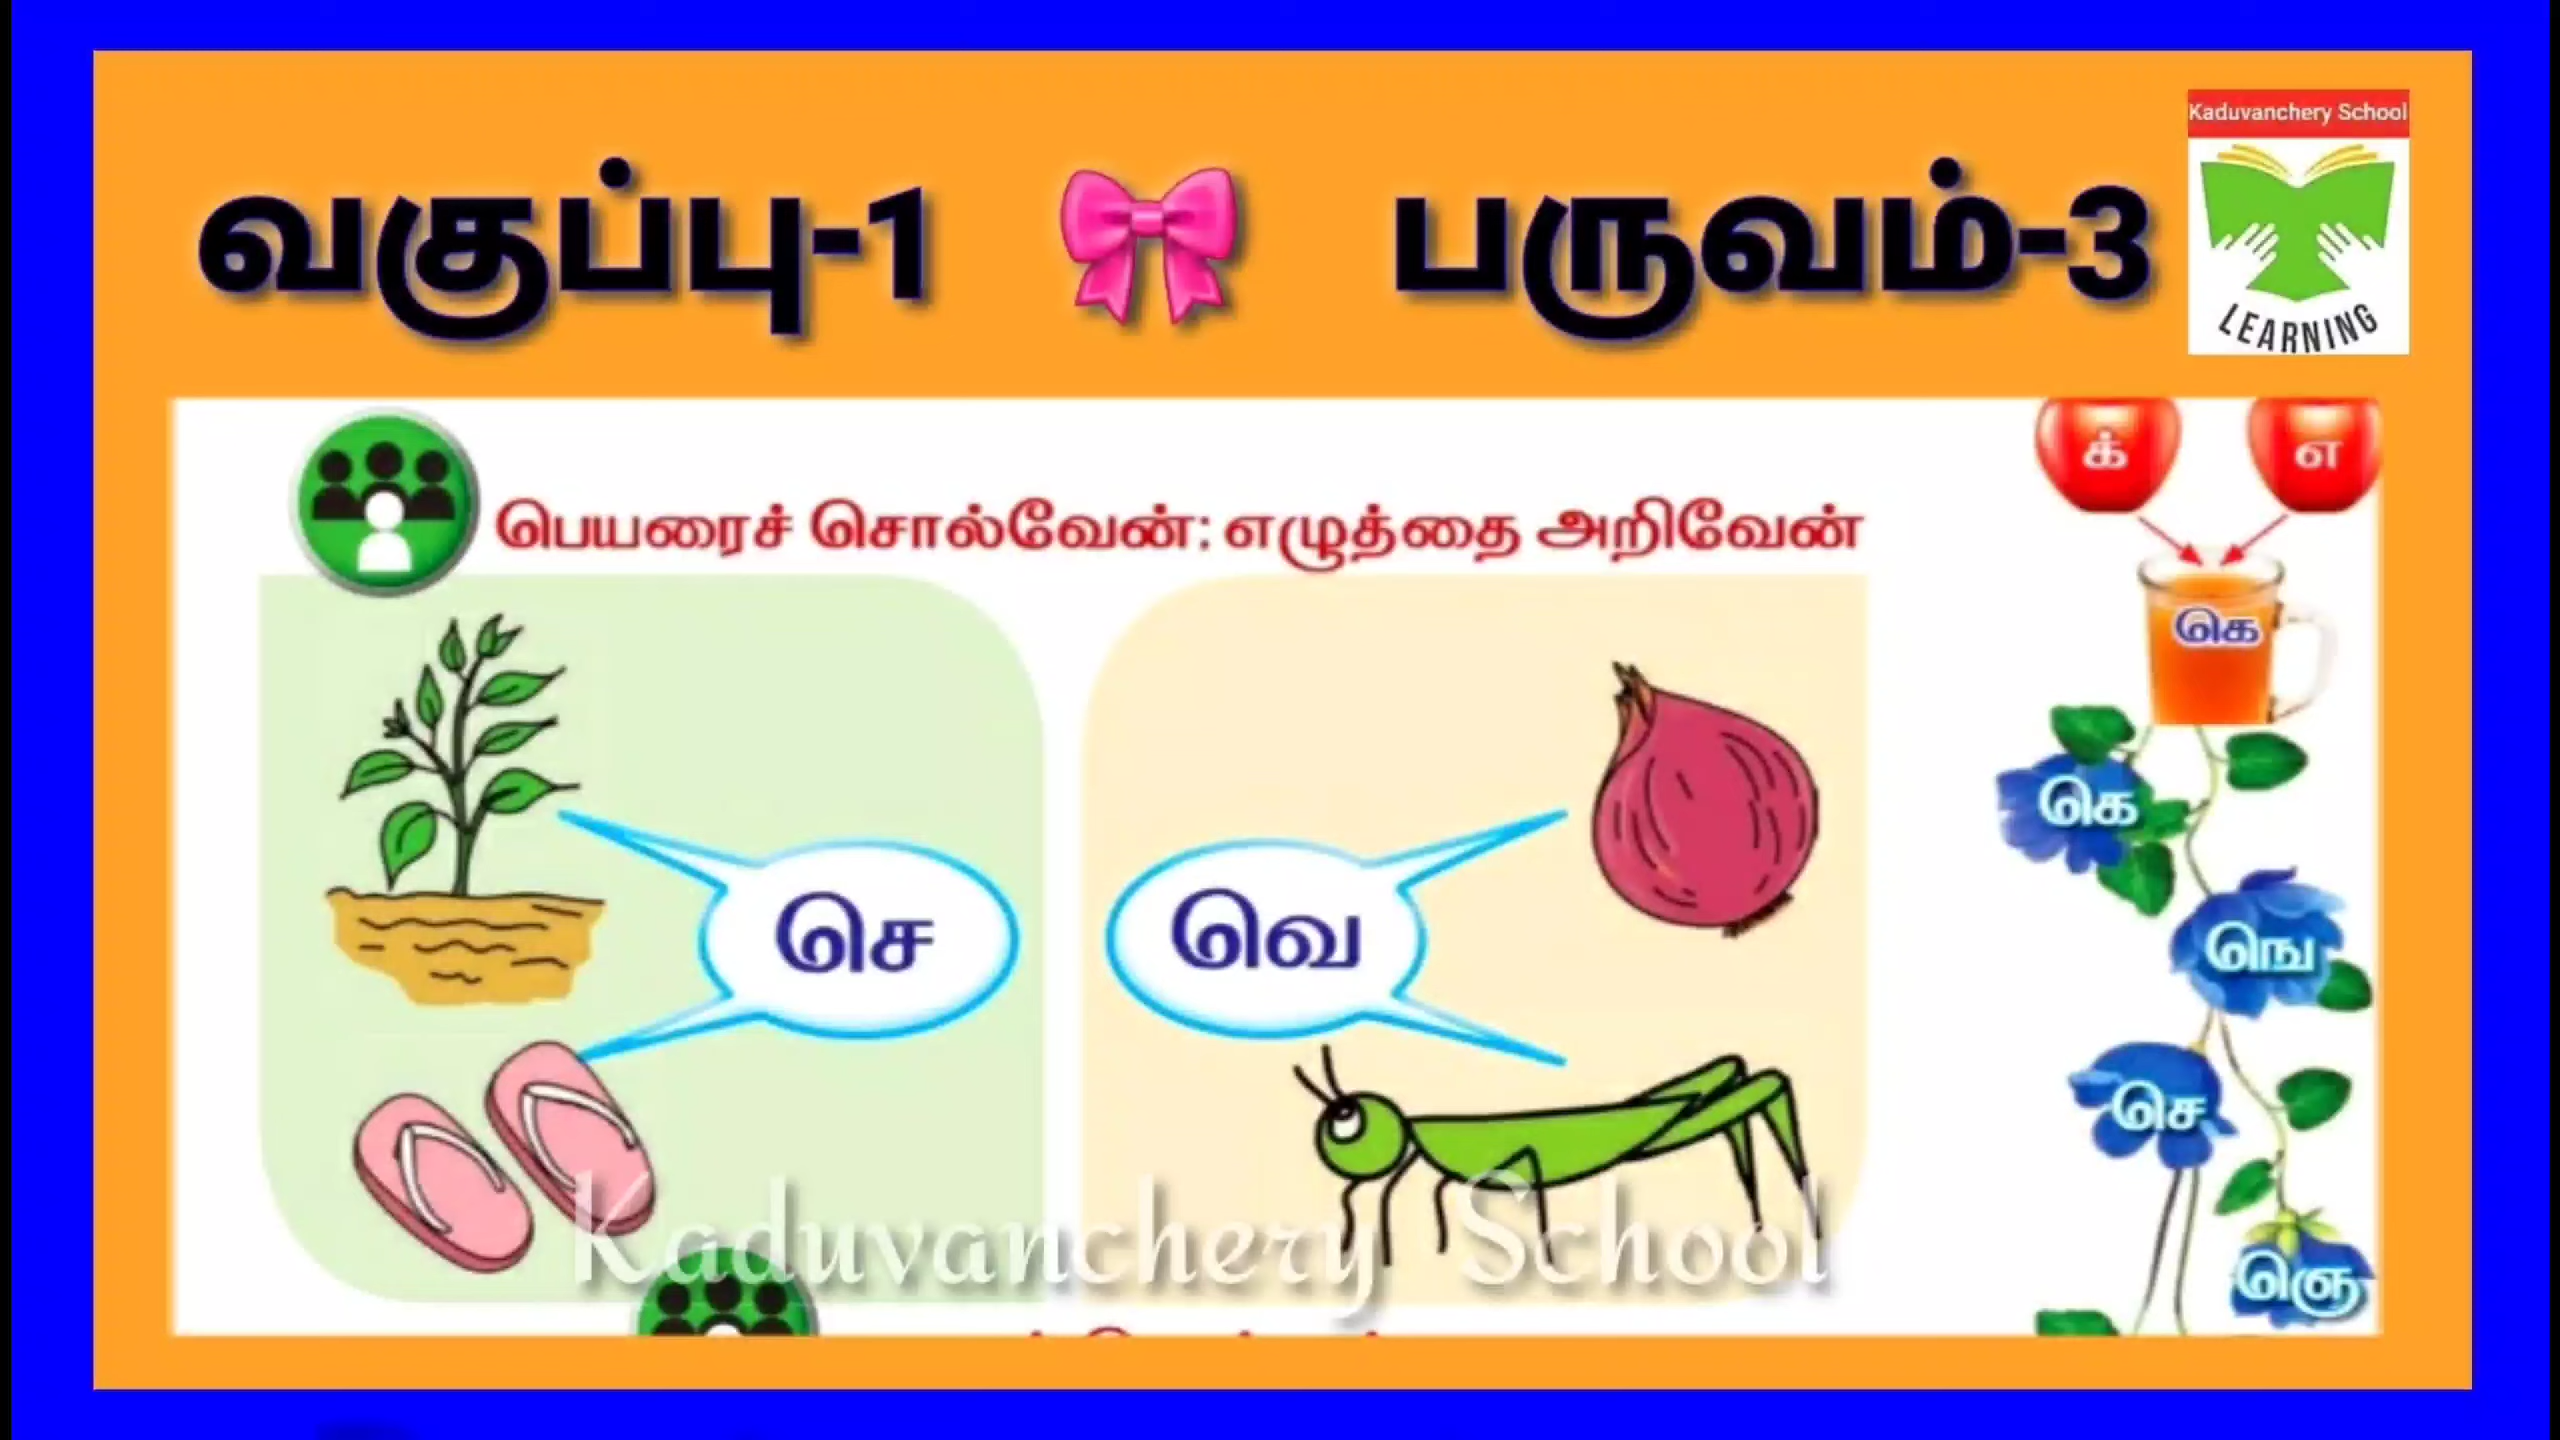 வகுப்பு-1 பருவம்-3
Kaduvanchery School
LEARNING
பெயரைச் சொல்வேன்; எழுத்தை அறிவேன்
க் எ
கெ
செ
வெ
கெ
ஙெ
செ
ஞெ
Kaduvanchery School